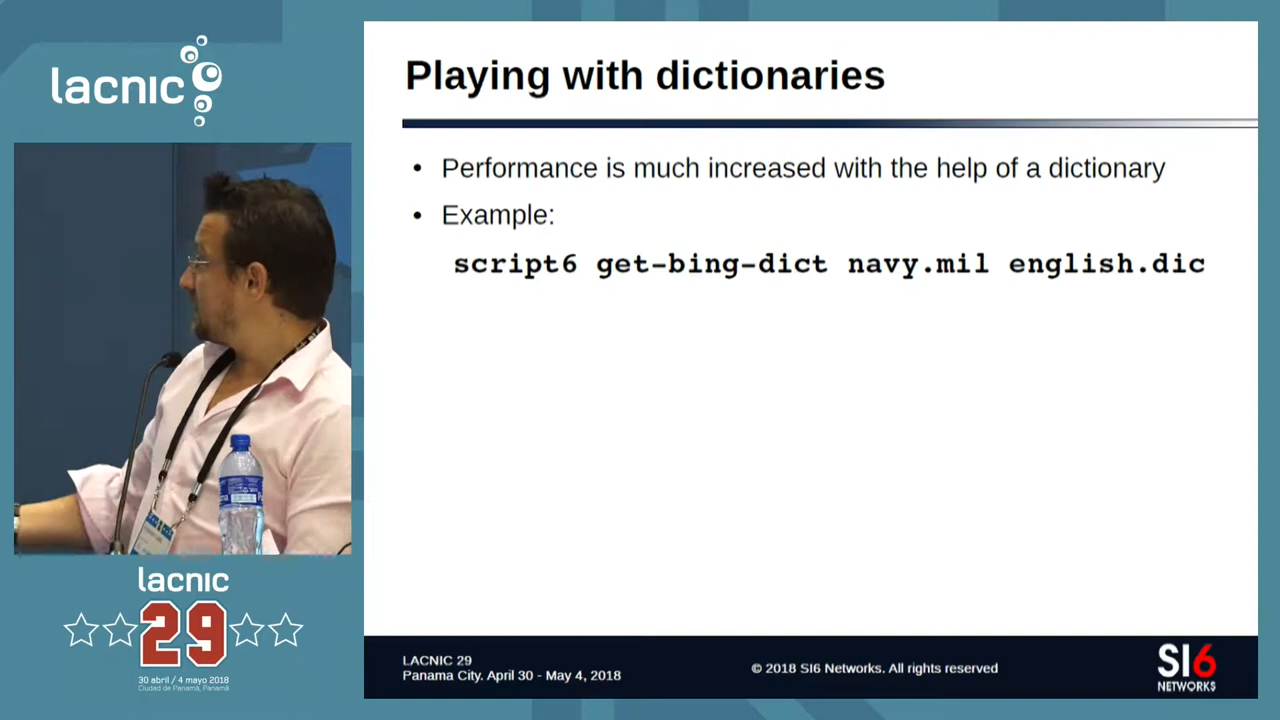 lacnic
Playing with dictionaries
• Performance is much increased with the help of a dictionary
• Example:
script6 get-bing-dict navy.mil english.dic
lacnic
29
30 abril / 4 mayo 2018
Ciudad de Panamá, Panamá
LACNIC 29
Panama City. April 30 - May 4, 2018
© 2018 SI6 Networks. All rights reserved
SI6
NETWORKS